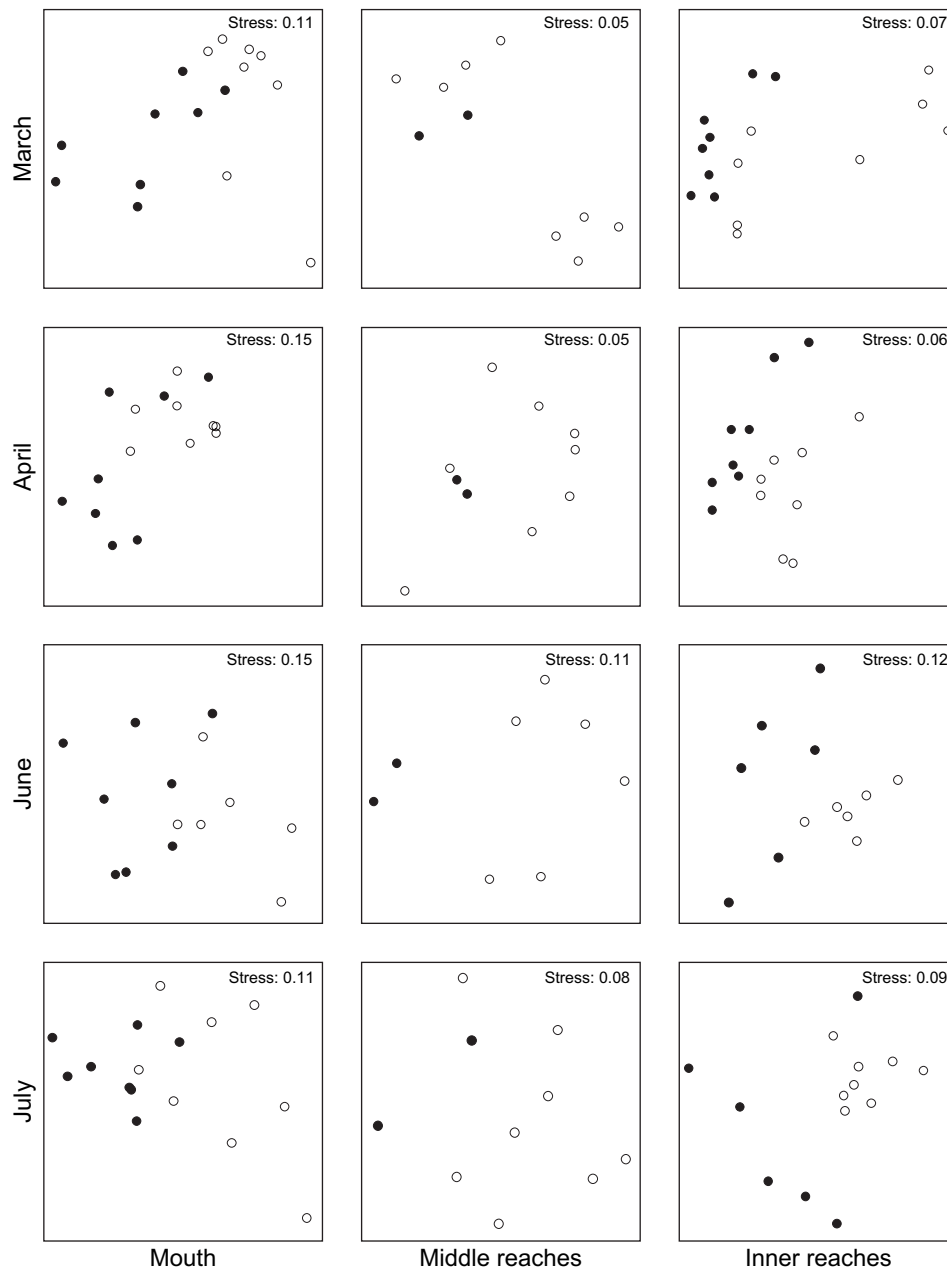 Stress: 0.11
Stress: 0.05
Stress: 0.07
March
Stress: 0.15
Stress: 0.05
Stress: 0.06
April
Stress: 0.15
Stress: 0.11
Stress: 0.12
June
Stress: 0.11
Stress: 0.08
Stress: 0.09
July
Mouth
Middle reaches
Inner reaches